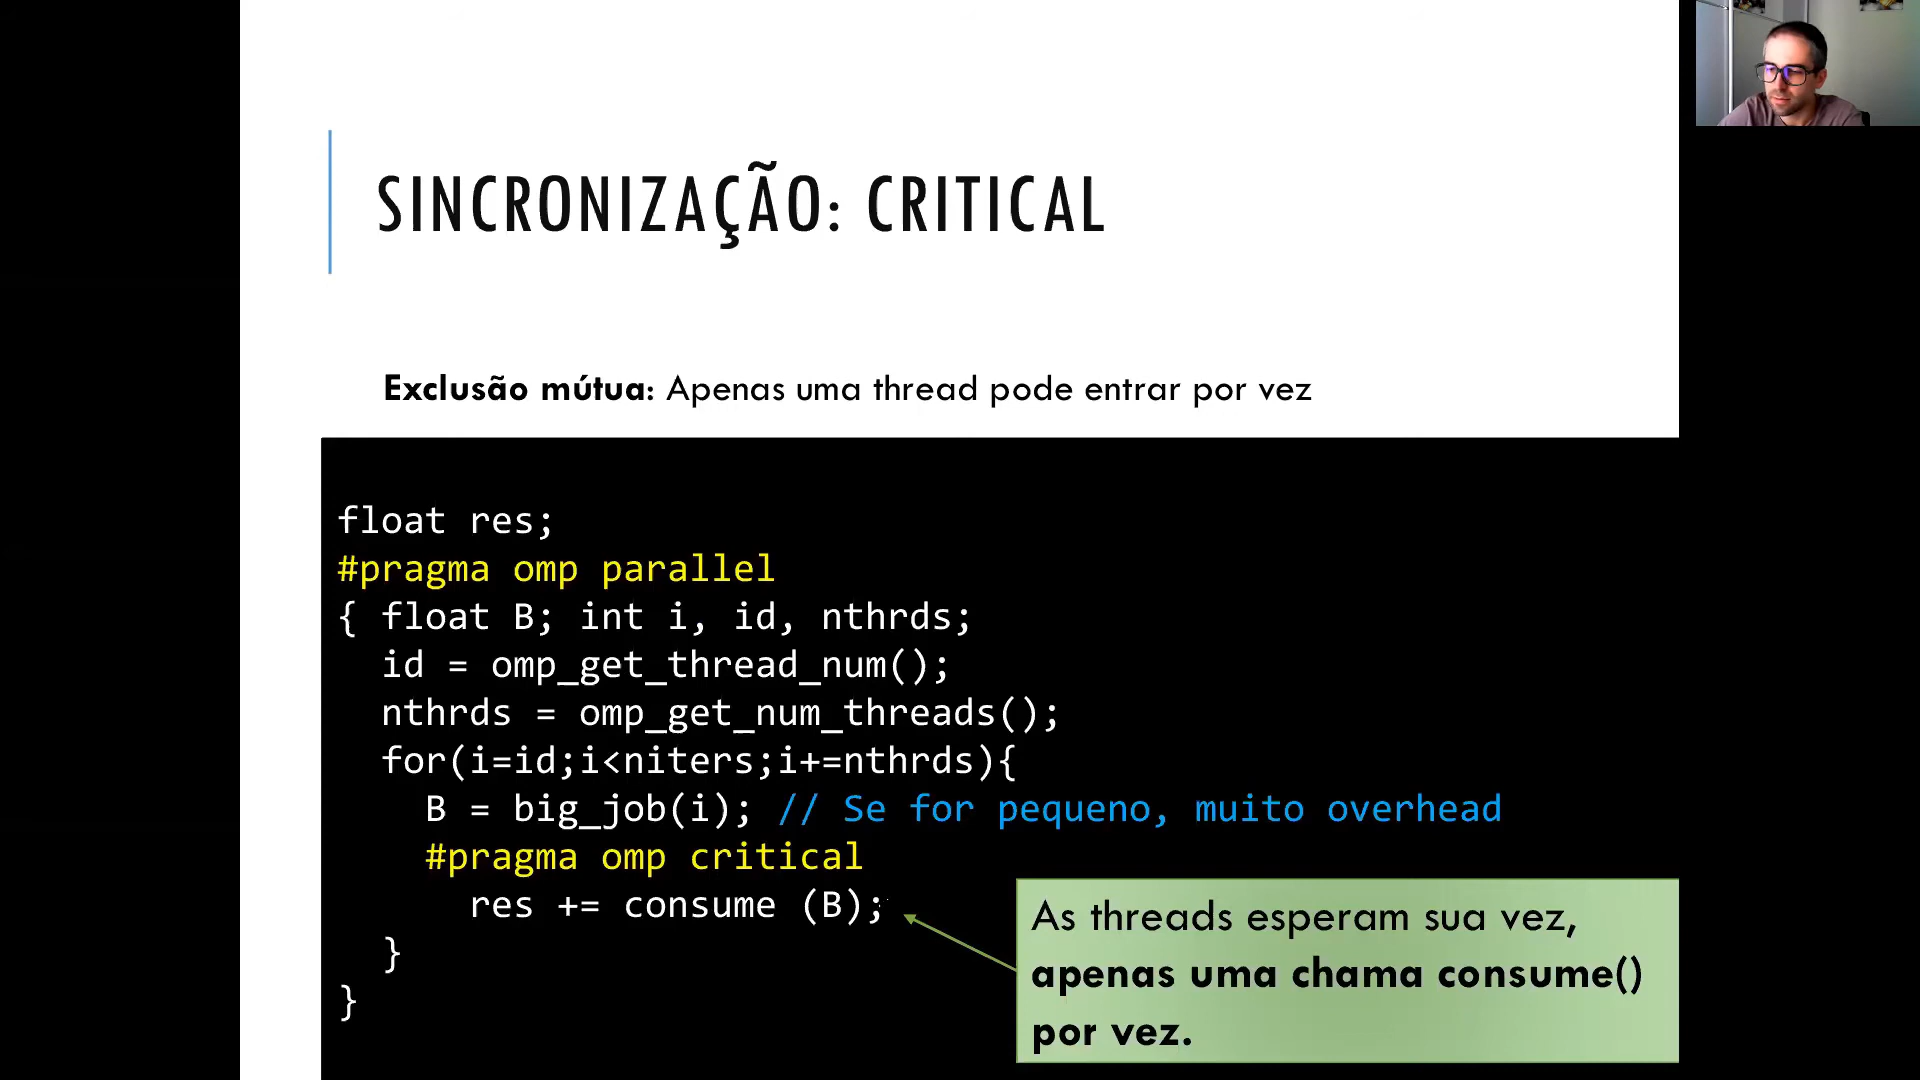 SINCRONIZAÇÃO: CRITICAL
Exclusão mútua: Apenas uma thread pode entrar por vez
float res;
#pragma omp parallel
{ float B; int i, id, nthrds;
id = omp_get_thread_num();
nthrds = omp_get_num_threads();
for(i=id;i<niters;i+=nthrds){
B = big_job(i); // Se for pequeno, muito overhead
#pragma omp critical
res += consume (B);
}
}
As threads esperam sua vez,
apenas uma chama consume()
por vez.